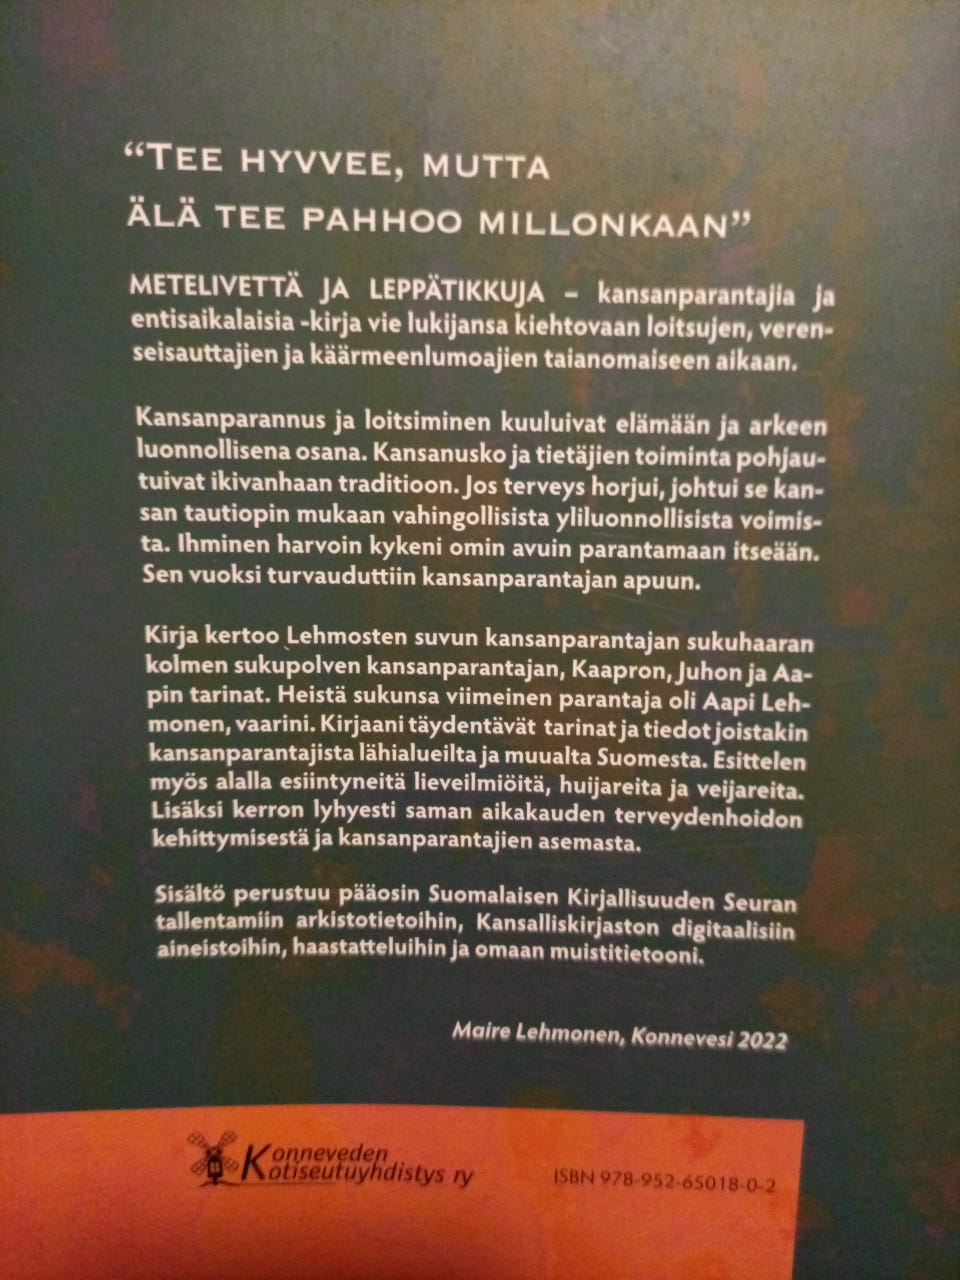 “TEE HYVVEE, MUTTA
ÄLÄ TEE PAHHOO MILLONKAAN”
METELIVETTÄ JA LEPPÄTIKKUJA – kansanparantajia ja
entisaikalaisia -kirja vie lukijansa kiehtovaan loitsujen, veren-
seisauttajien ja käärmeenlumoajien taianomaiseen aikaan.
Kansanparannus ja loitsiminen kuuluivat elämään ja arkeen
luonnollisena osana. Kansanusko ja tietäjien toiminta pohjau-
tuivat ikivanhaan traditioon. Jos terveys horjui, johtui se kan-
san tautiopin mukaan vahingollisista yliluonnollisista voimis-
ta. Ihminen harvoin kykeni omin avuin parantamaan itseään.
Sen vuoksi turvauduttiin kansanparantajan apuun.
Kirja kertoo Lehmosten suvun kansanparantajan sukuhaaran
kolmen sukupolven kansanparantajan, Kaapron, Juhon ja Aa-
pin tarinat. Heistä sukunsa viimeinen parantaja oli Aapi Leh-
monen, vaarini. Kirjaani täydentävät tarinat ja tiedot joistakin
kansanparantajista lähialueilta ja muualta Suomesta. Esittelen
myös alalla esiintyneitä lieveilmiöitä, huijareita ja veijareita.
Lisäksi kerron lyhyesti saman aikakauden terveydenhoidon
kehittymisestä ja kansanparantajien asemasta.
Sisältö perustuu pääosin Suomalaisen Kirjallisuuden Seuran
tallentamiin arkistotietoihin, Kansalliskirjaston digitaalisiin
aineistoihin, haastatteluihin ja omaan muistitietooni.
Maire Lehmonen, Konnevesi 2022
Konneveden
Kotiseutuyhdistys ry
ISBN 978-952-65018-0-2